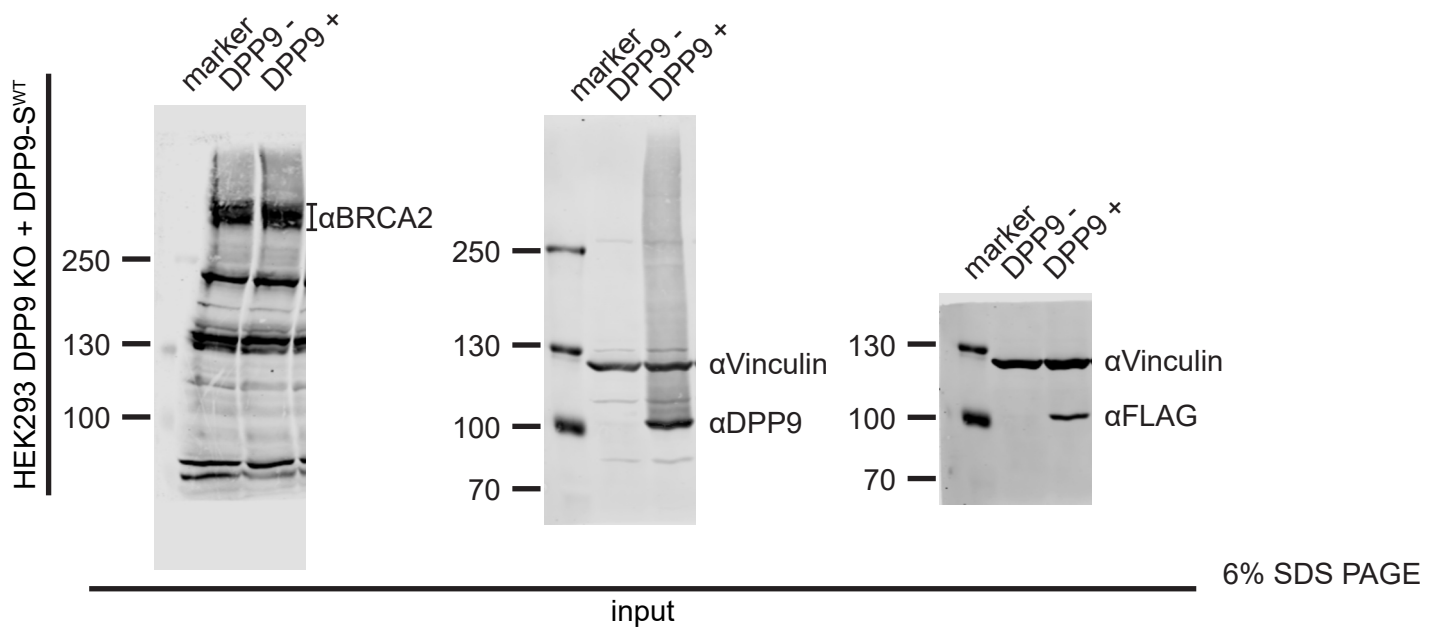 HEK293 DPP9 KO + DPP9-S^WT
marker
DPP9 -
DPP9 +
250
130
100
αBRCA2
marker
DPP9 -
DPP9 +
250
130
100
70
αVinculin
αDPP9
marker
DPP9 -
DPP9 +
130
100
70
αVinculin
αFLAG
6% SDS PAGE
input